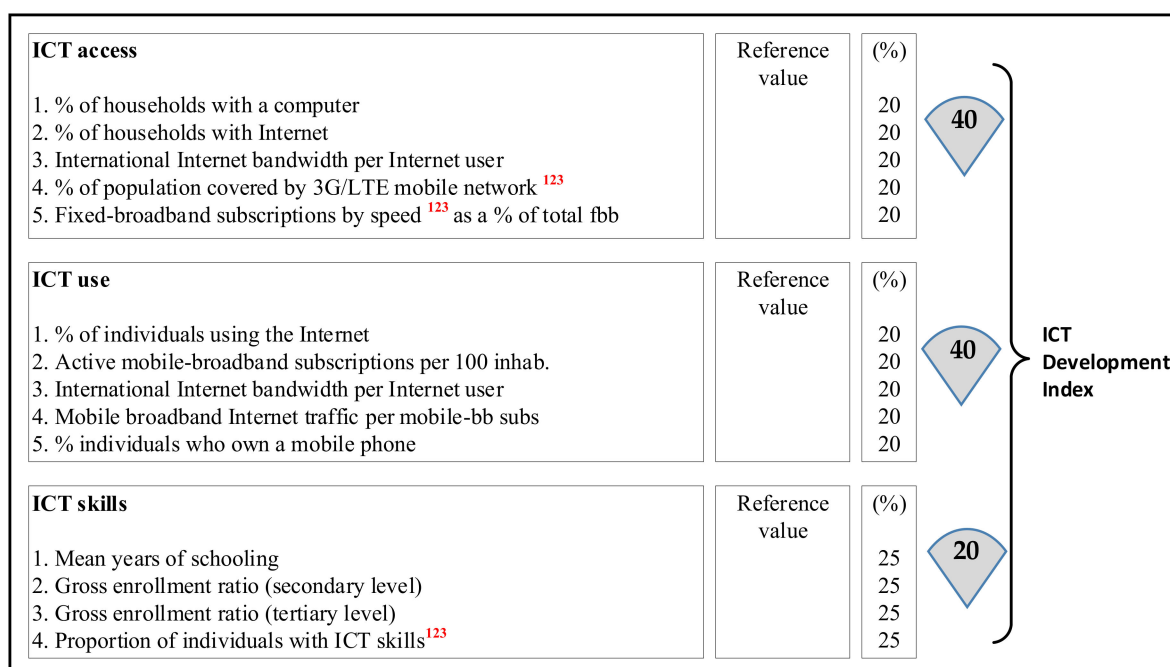 ICT access Reference (%)
value
1. % of households with a computer 20
2. % of households with Internet 20
3. International Internet bandwidth per Internet user 20
4. % of population covered by 3G/LTE mobile network 123 20
5. Fixed-broadband subscriptions by speed 123 as a % of total fbb 20
40
ICT use Reference (%)
value
1. % of individuals using the Internet 20
2. Active mobile-broadband subscriptions per 100 inhab. 20
3. International Internet bandwidth per Internet user 20
4. Mobile broadband Internet traffic per mobile-bb subs 20
5. % individuals who own a mobile phone 20
40
ICT skills Reference (%)
value
1. Mean years of schooling 25
2. Gross enrollment ratio (secondary level) 25
3. Gross enrollment ratio (tertiary level) 25
4. Proportion of individuals with ICT skills123 25
20
ICT
Development
Index